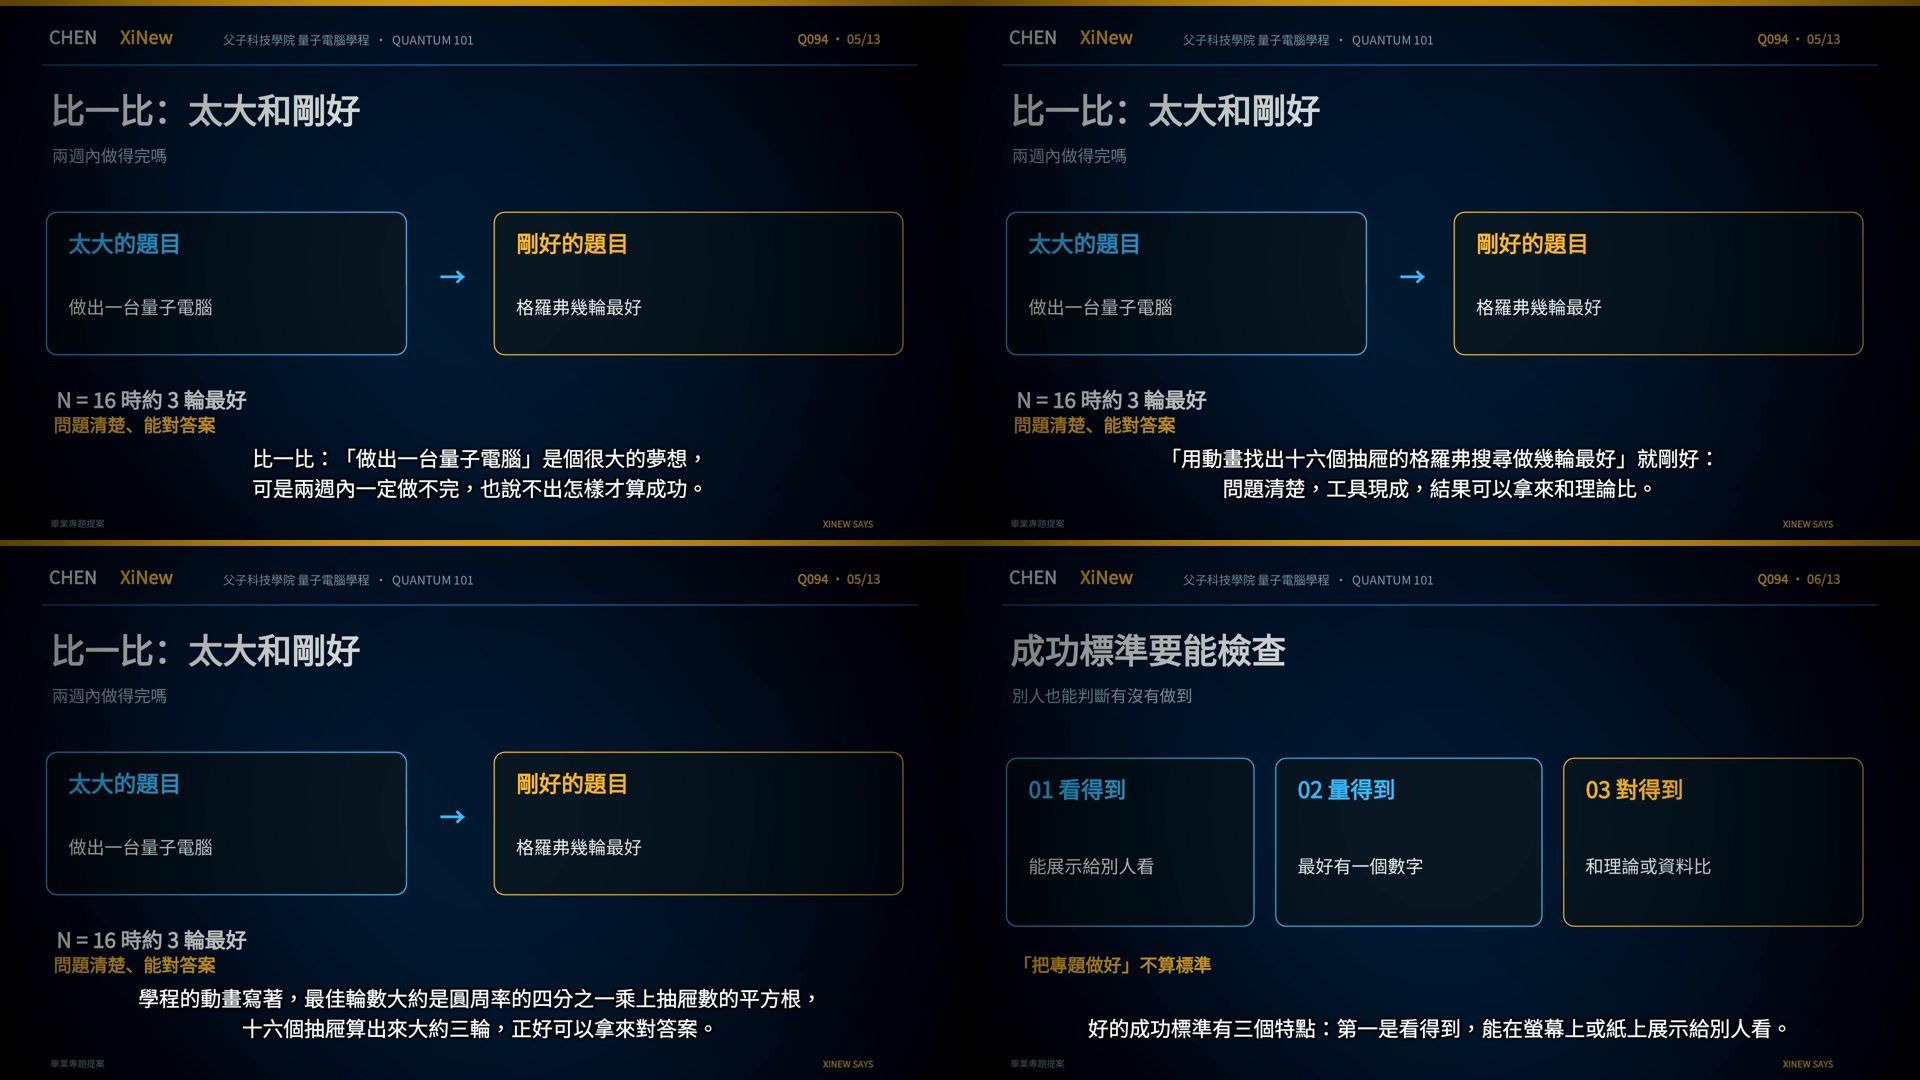 CHEN XiNew 父子科技學院 量子電腦學程 · QUANTUM 101 Q094 · 05/13
比一比：太大和剛好
兩週內做得完嗎
太大的題目
做出一台量子電腦
→
剛好的題目
格羅弗幾輪最好
N = 16 時約 3 輪最好
問題清楚、能對答案
比一比：「做出一台量子電腦」是個很大的夢想，
可是兩週內一定做不完，也說不出怎樣才算成功。
畢業專題提案 XINEW SAYS
CHEN XiNew 父子科技學院 量子電腦學程 · QUANTUM 101 Q094 · 05/13
比一比：太大和剛好
兩週內做得完嗎
太大的題目
做出一台量子電腦
→
剛好的題目
格羅弗幾輪最好
N = 16 時約 3 輪最好
問題清楚、能對答案
「用動畫找出十六個抽屜的格羅弗搜尋做幾輪最好」就剛好：
問題清楚，工具現成，結果可以拿來和理論比。
畢業專題提案 XINEW SAYS
CHEN XiNew 父子科技學院 量子電腦學程 · QUANTUM 101 Q094 · 05/13
比一比：太大和剛好
兩週內做得完嗎
太大的題目
做出一台量子電腦
→
剛好的題目
格羅弗幾輪最好
N = 16 時約 3 輪最好
問題清楚、能對答案
學程的動畫寫著，最佳輪數大約是圓周率的四分之一乘上抽屜數的平方根，
十六個抽屜算出來大約三輪，正好可以拿來對答案。
畢業專題提案 XINEW SAYS
CHEN XiNew 父子科技學院 量子電腦學程 · QUANTUM 101 Q094 · 06/13
成功標準要能檢查
別人也能判斷有沒有做到
01 看得到
能展示給別人看
02 量得到
最好有一個數字
03 對得到
和理論或資料比
「把專題做好」不算標準
好的成功標準有三個特點：第一是看得到，能在螢幕上或紙上展示給別人看。
畢業專題提案 XINEW SAYS